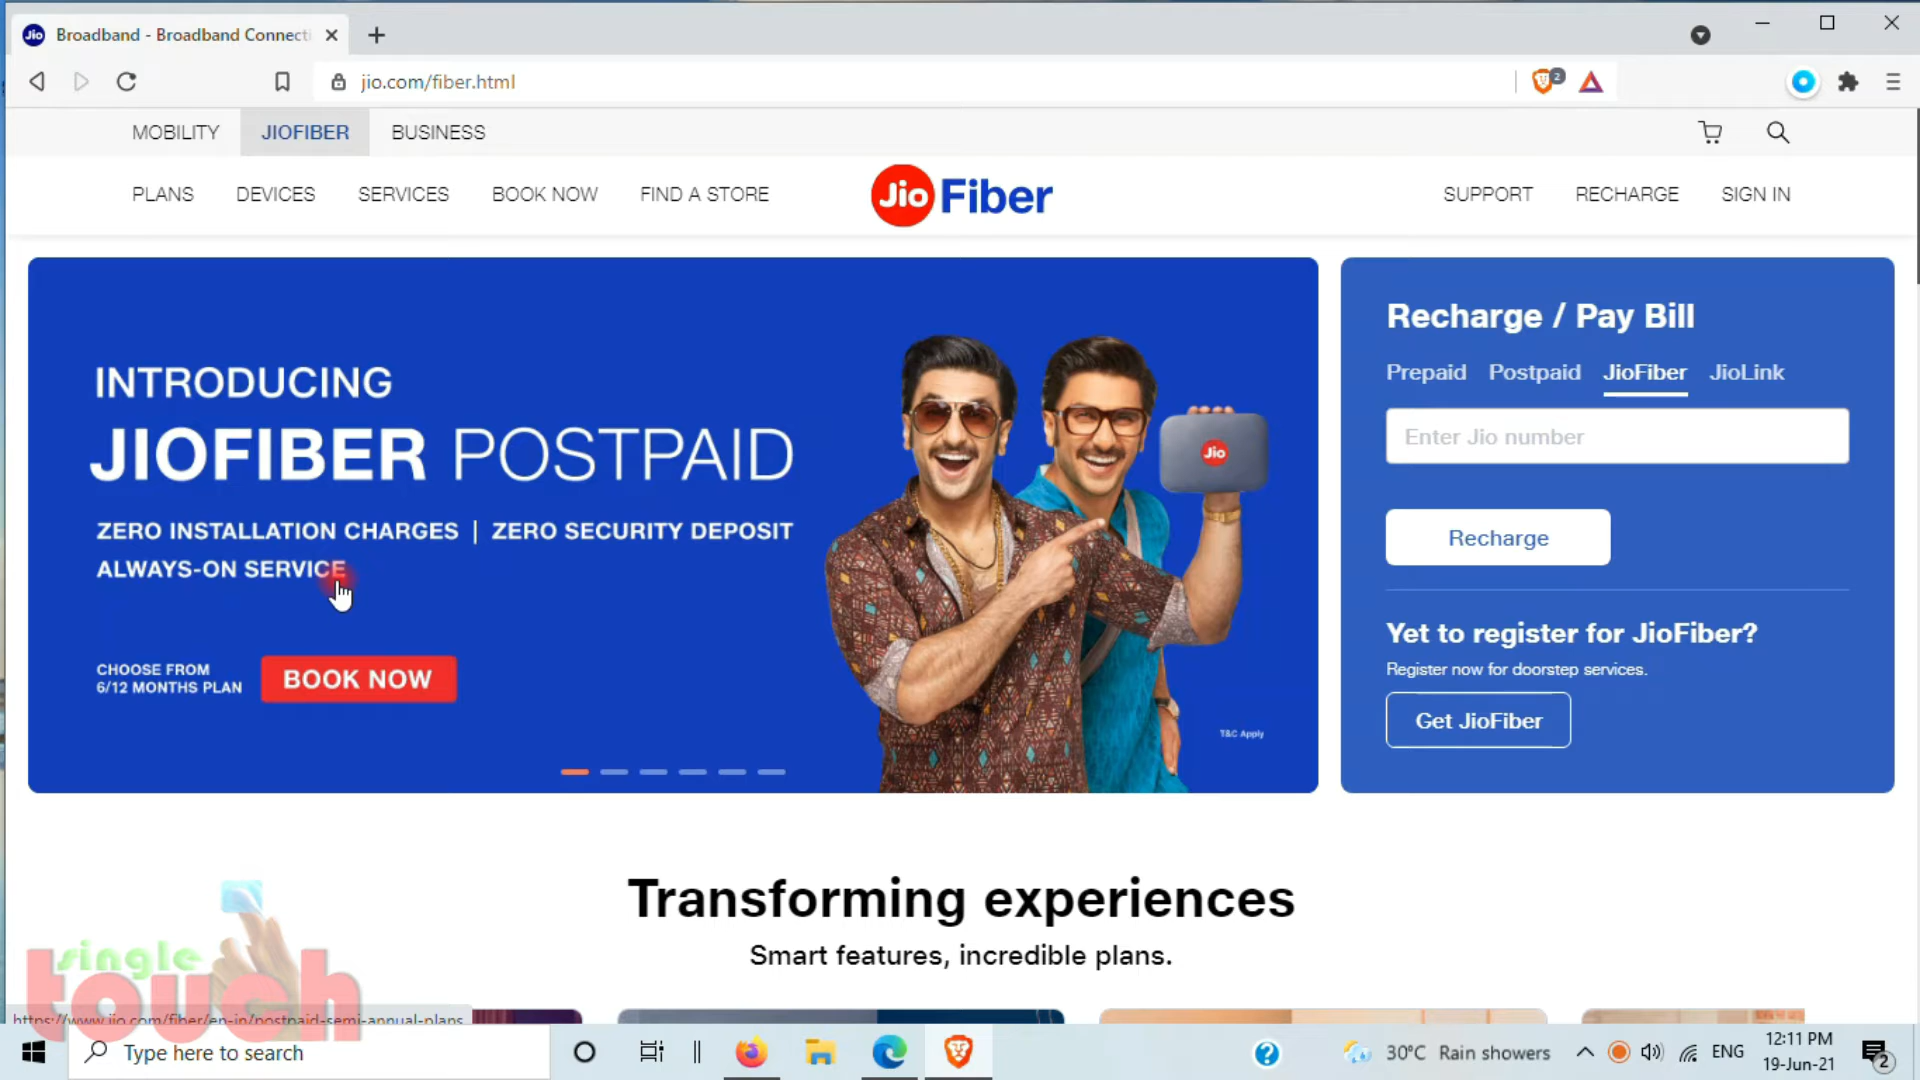 Jio
Broadband - Broadband Connecti
jio.com/fiber.html
2
MOBILITY
JIOFIBER
BUSINESS
PLANS
DEVICES
SERVICES
BOOK NOW
FIND A STORE
Jio Fiber
SUPPORT
RECHARGE
SIGN IN
INTRODUCING
JIOFIBER POSTPAID
ZERO INSTALLATION CHARGES | ZERO SECURITY DEPOSIT
ALWAYS-ON SERVICE
CHOOSE FROM
6/12 MONTHS PLAN
BOOK NOW
Jio
T&C Apply
Recharge / Pay Bill
Prepaid
Postpaid
JioFiber
JioLink
Enter Jio number
Recharge
Yet to register for JioFiber?
Register now for doorstep services.
Get JioFiber
Transforming experiences
Smart features, incredible plans.
single
touch
https://www.jio.com/fiber/en-in/postpaid-semi-annual-plans
Type here to search
30°C Rain showers
ENG
12:11 PM
19-Jun-21
2